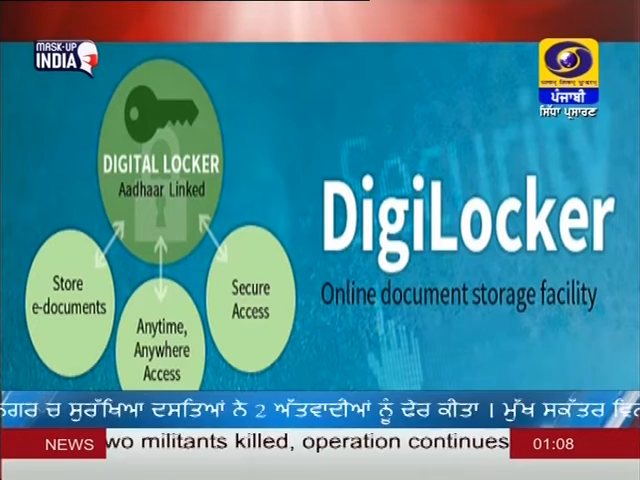 MASK-UP
INDIA
ਪੰਜਾਬੀ
ਸਿੱਧਾ ਪ੍ਰਸਾਰਣ
DIGITAL LOCKER
Aadhaar Linked
DigiLocker
Online document storage facility
Store
e-documents
Secure
Access
Anytime,
Anywhere
Access
ਚ ਸੁਰੱਖਿਆ ਦਸਤਿਆਂ ਨੇ 2 ਅੱਤਵਾਦੀਆਂ ਨੂੰ ਢੇਰ ਕੀਤਾ । ਮੁੱਖ ਸਕੱਤਰ
NEWS
militants killed, operation continues
01:08